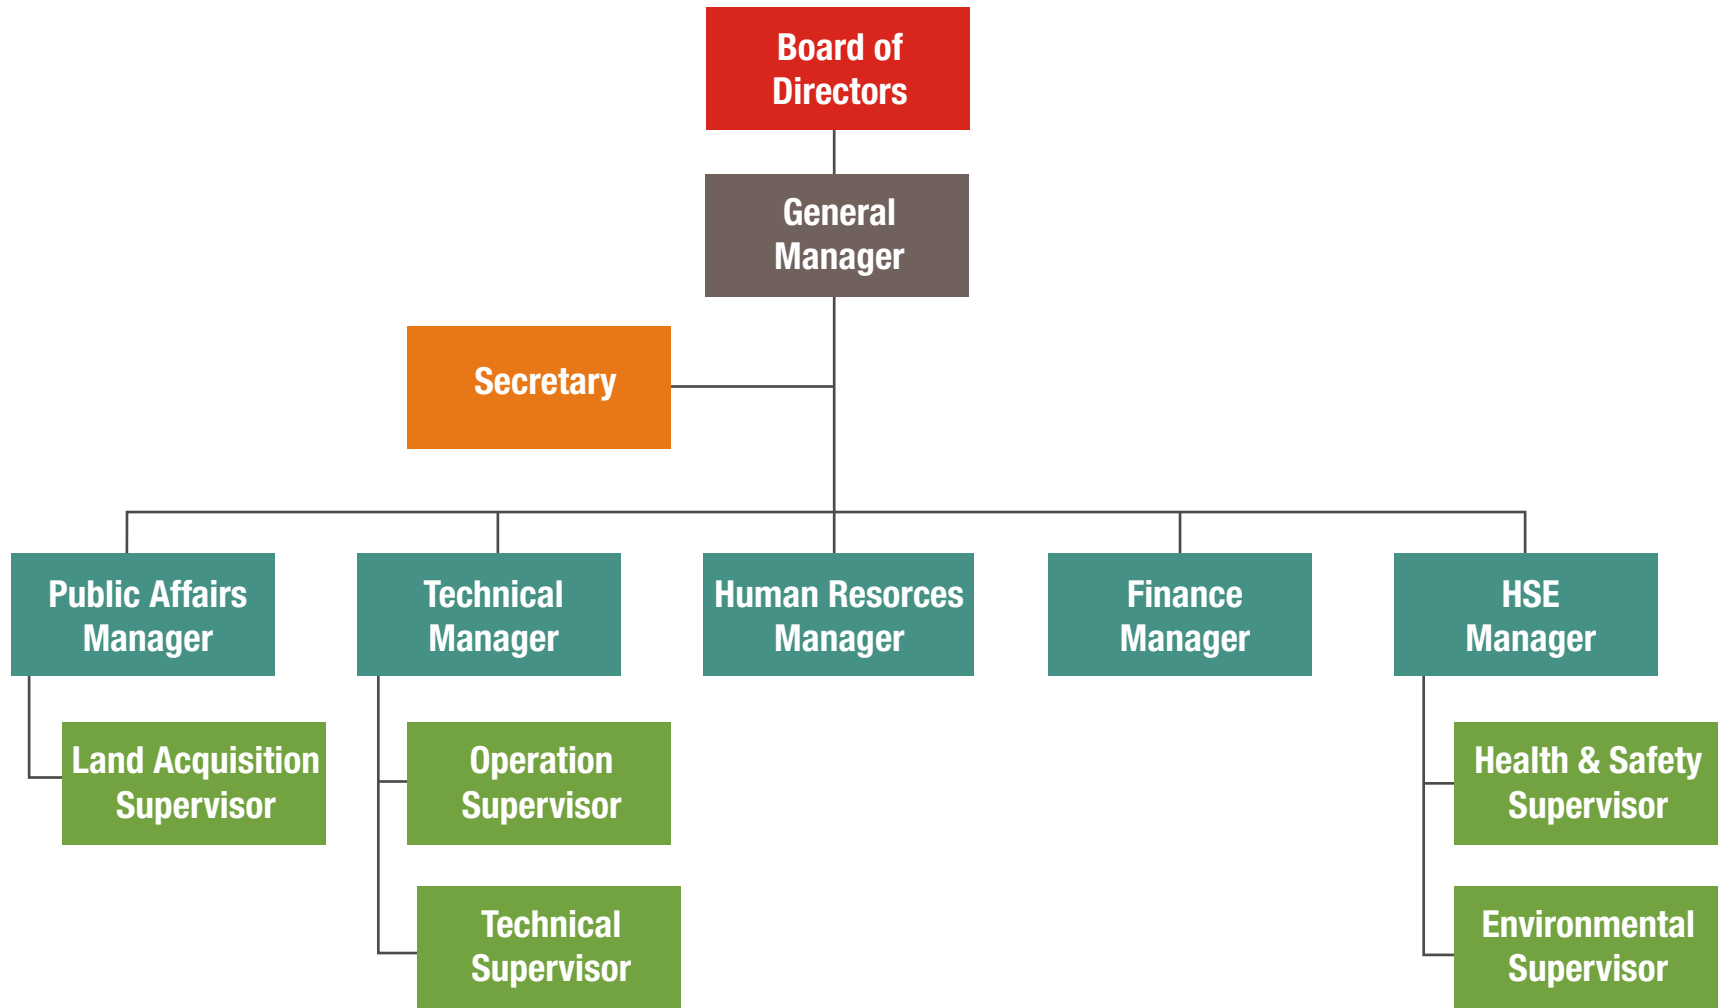 Board of
Directors
General
Manager
Secretary
Public Affairs
Manager
Technical
Manager
Human Resorces
Manager
Finance
Manager
HSE
Manager
Land Acquisition
Supervisor
Operation
Supervisor
Health & Safety
Supervisor
Technical
Supervisor
Environmental
Supervisor